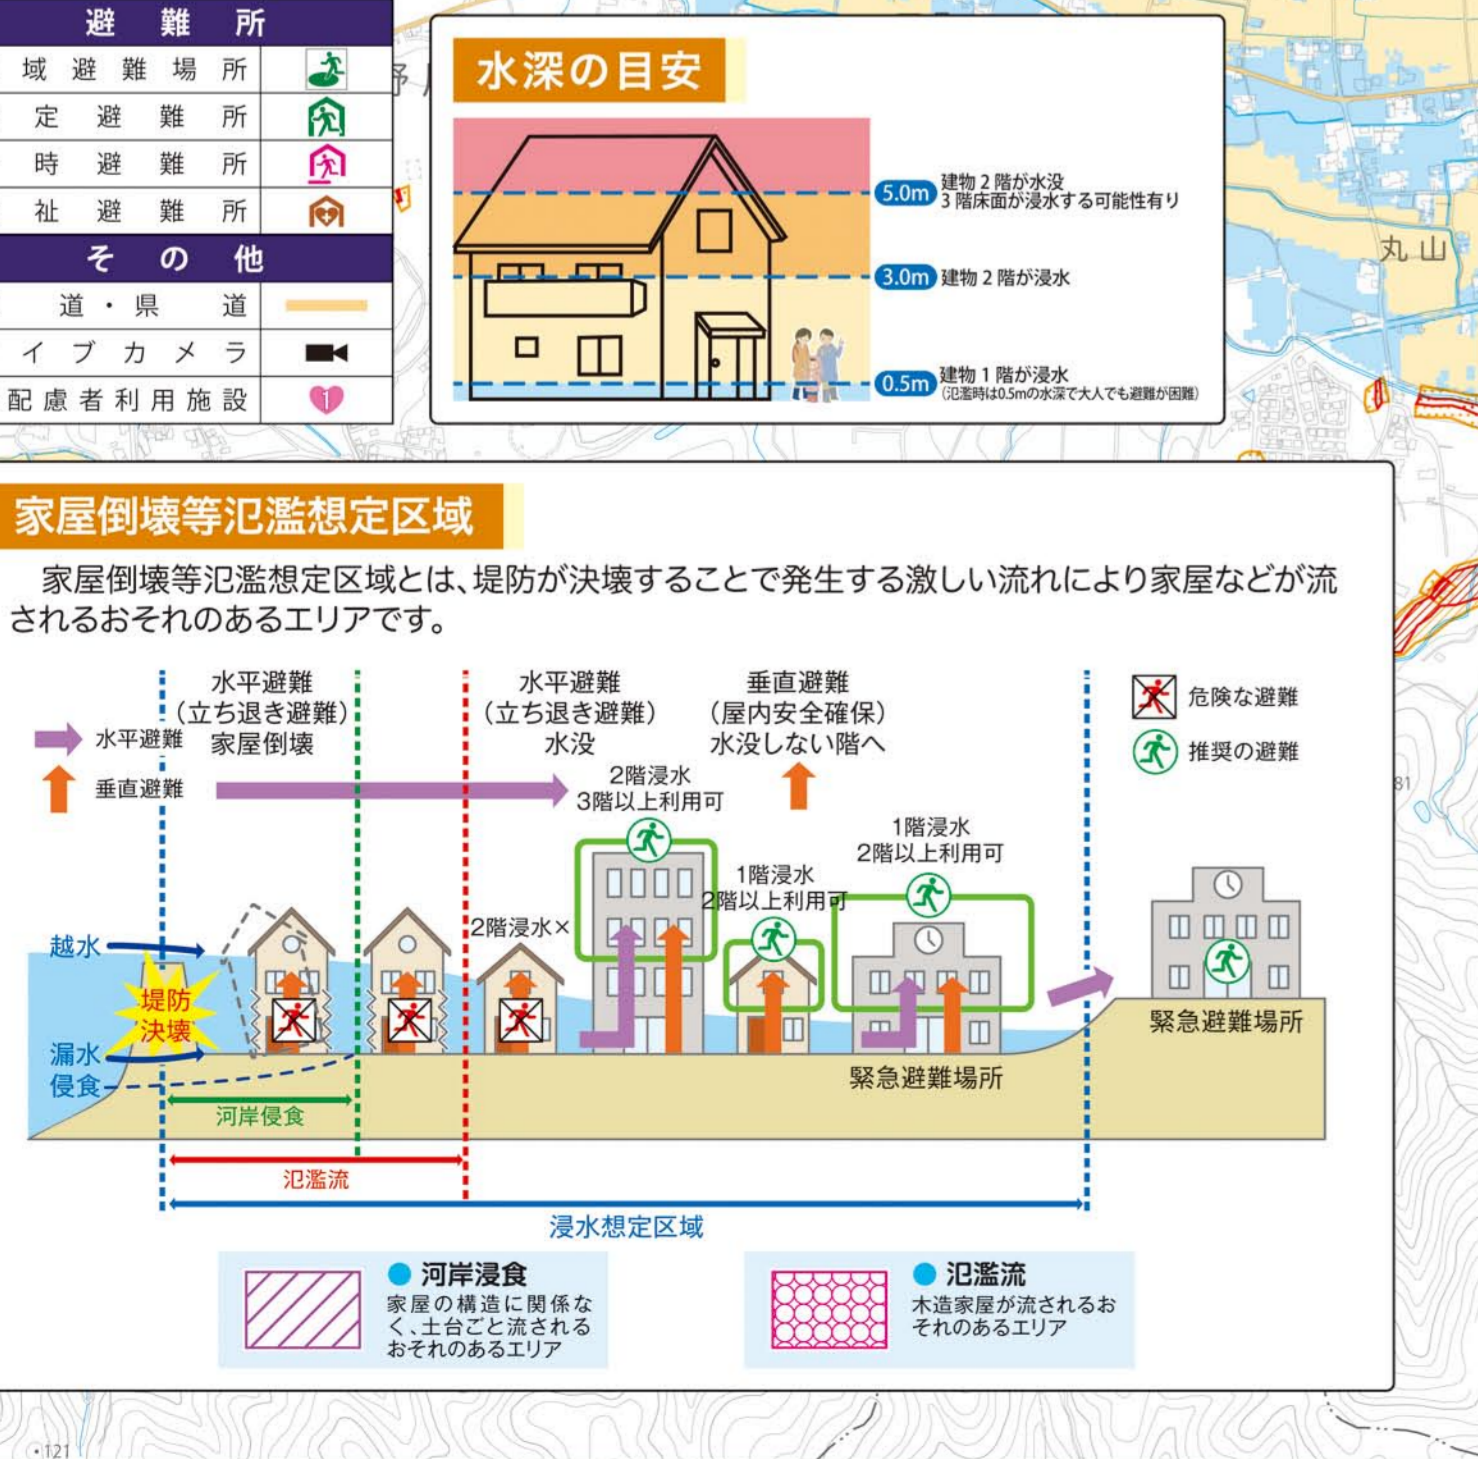 避難所
域避難場所
定避難所
時避難所
祉避難所
その他
道・県道
イブカメラ
配慮者利用施設
1
水深の目安
5.0m
建物2階が水没
3階床面が浸水する可能性有り
3.0m
建物2階が浸水
0.5m
建物1階が浸水
(氾濫時は0.5mの水深で大人でも避難が困難)
丸山
家屋倒壊等氾濫想定区域
家屋倒壊等氾濫想定区域とは、堤防が決壊することで発生する激しい流れにより家屋などが流
されるおそれのあるエリアです。
水平避難
垂直避難
水平避難
(立ち退き避難)
家屋倒壊
水平避難
(立ち退き避難)
水没
垂直避難
(屋内安全確保)
水没しない階へ
危険な避難
推奨の避難
2階浸水
3階以上利用可
1階浸水
2階以上利用可
1階浸水
2階以上利用可
2階浸水×
越水
堤防
決壊
漏水
侵食
緊急避難場所
緊急避難場所
河岸侵食
氾濫流
浸水想定区域
河岸浸食
家屋の構造に関係な
く、土台ごと流される
おそれのあるエリア
氾濫流
木造家屋が流されるお
それのあるエリア
81
・121